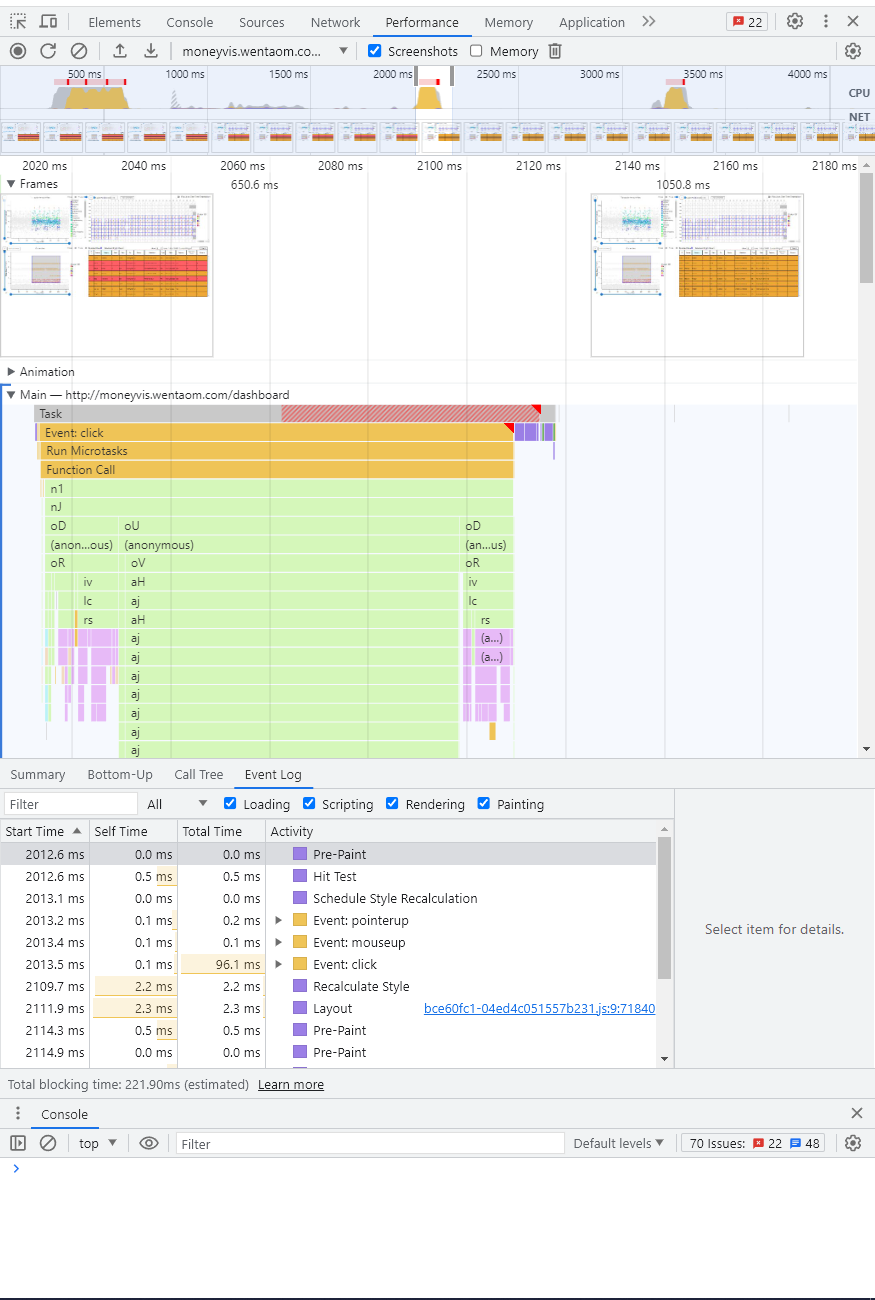 Elements Console Sources Network Performance Memory Application 22
moneyvis.wentaom.co... Screenshots Memory
500 ms 1000 ms 1500 ms 2000 ms 2500 ms 3000 ms 3500 ms 4000 ms
CPU
NET
2020 ms 2040 ms 2060 ms 2080 ms 2100 ms 2120 ms 2140 ms 2160 ms 2180 ms
Frames 650.6 ms 1050.8 ms
Animation
Main — http://moneyvis.wentaom.com/dashboard
Task
Event: click
Run Microtasks
Function Call
n1
nJ
oD oU oD
(anon...ous) (anonymous) (an...us)
oR oV oR
iv aH iv
lc aj lc
rs aH rs
aj (a...)
aj (a...)
aj
aj
aj
aj
aj
Summary Bottom-Up Call Tree Event Log
Filter All Loading Scripting Rendering Painting
Start Time Self Time Total Time Activity
2012.6 ms 0.0 ms 0.0 ms Pre-Paint
2012.6 ms 0.5 ms 0.5 ms Hit Test
2013.1 ms 0.0 ms 0.0 ms Schedule Style Recalculation
2013.2 ms 0.1 ms 0.2 ms Event: pointerup
2013.4 ms 0.1 ms 0.1 ms Event: mouseup
2013.5 ms 0.1 ms 96.1 ms Event: click
2109.7 ms 2.2 ms 2.2 ms Recalculate Style
2111.9 ms 2.3 ms 2.3 ms Layout bce60fc1-04ed4c051557b231.js:9:71840
2114.3 ms 0.5 ms 0.5 ms Pre-Paint
2114.9 ms 0.0 ms 0.0 ms Pre-Paint
Select item for details.
Total blocking time: 221.90ms (estimated) Learn more
Console
top Filter Default levels 70 Issues: 22 48